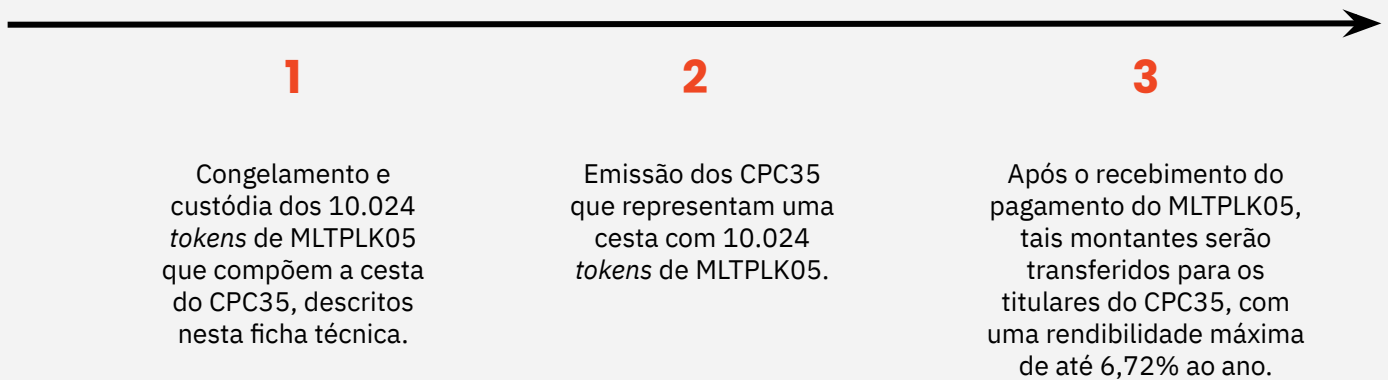 1
Congelamento e
custódia dos 10.024
tokens de MLTPLK05
que compõem a cesta
do CPC35, descritos
nesta ficha técnica.
2
Emissão dos CPC35
que representam uma
cesta com 10.024
tokens de MLTPLK05.
3
Após o recebimento do
pagamento do MLTPLK05,
tais montantes serão
transferidos para os
titulares do CPC35, com
uma rendibilidade máxima
de até 6,72% ao ano.